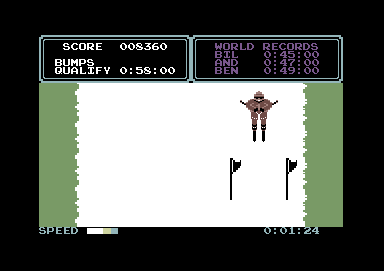 SCORE 008360
BUMPS
QUALIFY 0:58:00
WORLD RECORDS
BIL 0:45:00
AND 0:47:00
BEN 0:49:00
SPEED 0:01:24